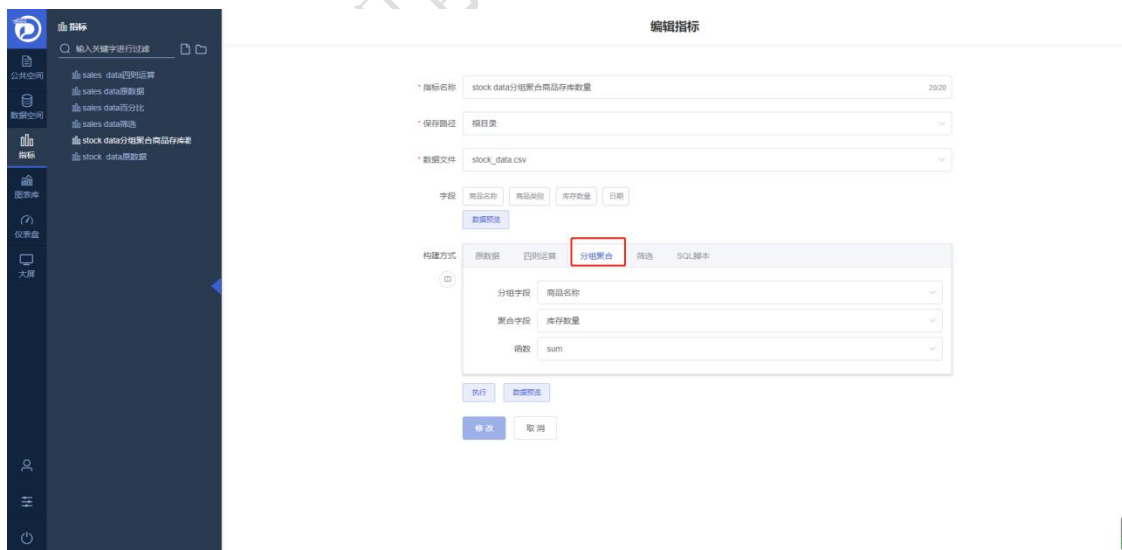 指标
编辑指标
输入关键字进行过滤
公共空间
数据空间
指标
图表库
仪表盘
大屏
sales data四则运算
sales data原数据
sales data百分比
sales data筛选
stock data分组聚合商品存库
stock data原数据
* 指标名称 stock data分组聚合商品存库数量 20/20
* 保存路径 根目录
* 数据文件 stock_data.csv
字段 商品名称 商品类别 库存数量 日期
数据预览
构建方式 原数据 四则运算 分组聚合 筛选 SQL脚本
分组字段 商品名称
聚合字段 库存数量
函数 sum
执行 数据预览
修改 取消